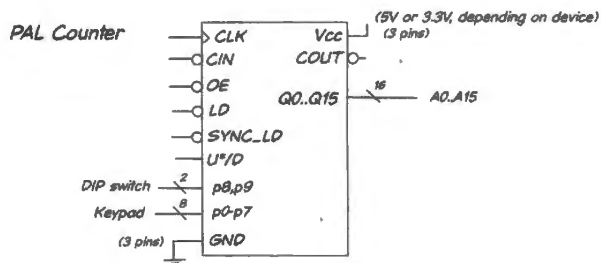 (5V or 3.3V, depending on device)
PAL Counter
CLK
Vcc
(3 pins)
CIN
COUT
OE
16
Q0..Q15
A0..A15
LD
SYNC_LD
U*/D
2
DIP switch
p8,p9
8
Keypad
p0-p7
(3 pins)
GND